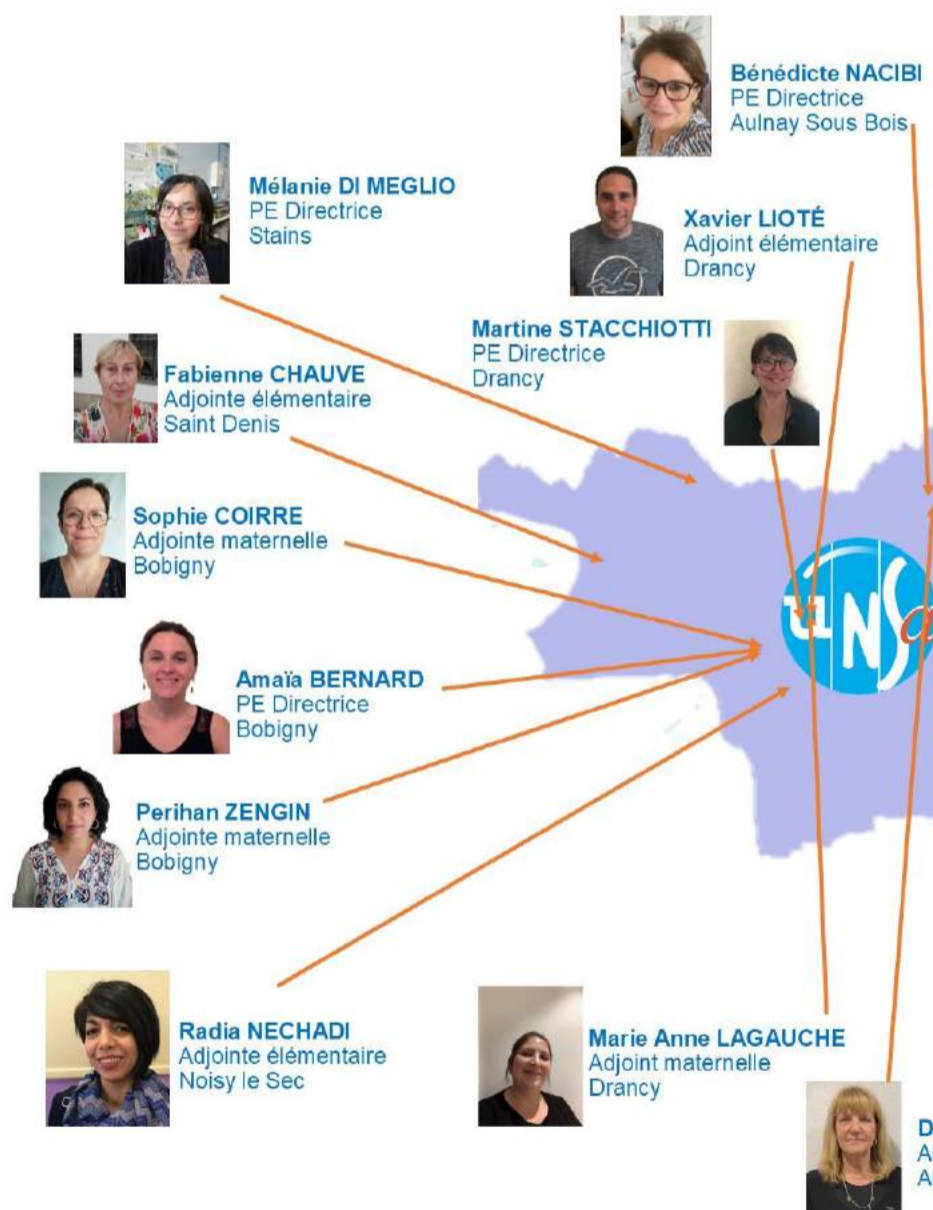 Bénédicte NACIBI
PE Directrice
Aulnay Sous Bois
Mélanie DI MEGLIO
PE Directrice
Stains
Xavier LIOTÉ
Adjoint élémentaire
Drancy
Martine STACCHIOTTI
PE Directrice
Drancy
Fabienne CHAUVE
Adjointe élémentaire
Saint Denis
Sophie COIRRE
Adjointe maternelle
Bobigny
UNSa
Amaïa BERNARD
PE Directrice
Bobigny
Perihan ZENGIN
Adjointe maternelle
Bobigny
Radia NECHADI
Adjointe élémentaire
Noisy le Sec
Marie Anne LAGAUCHE
Adjoint maternelle
Drancy